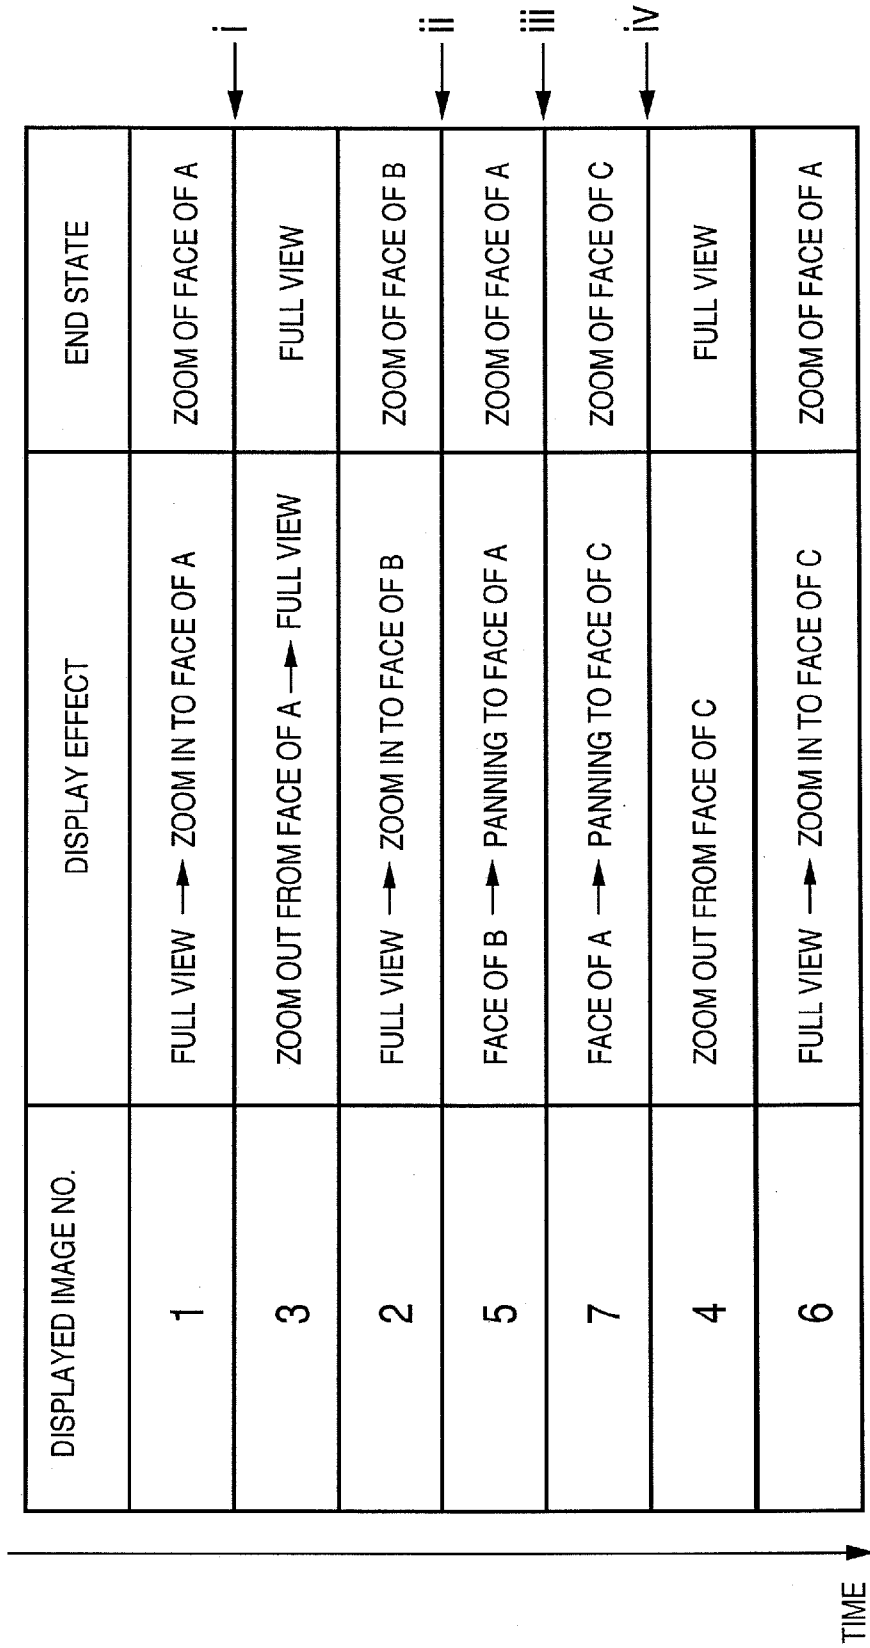 DISPLAYED IMAGE NO. DISPLAY EFFECT END STATE
1 FULL VIEW → ZOOM IN TO FACE OF A ZOOM OF FACE OF A
i
3 ZOOM OUT FROM FACE OF A → FULL VIEW FULL VIEW
2 FULL VIEW → ZOOM IN TO FACE OF B ZOOM OF FACE OF B
ii
5 FACE OF B → PANNING TO FACE OF A ZOOM OF FACE OF A
iii
7 FACE OF A → PANNING TO FACE OF C ZOOM OF FACE OF C
iv
4 ZOOM OUT FROM FACE OF C FULL VIEW
6 FULL VIEW → ZOOM IN TO FACE OF C ZOOM OF FACE OF A
TIME